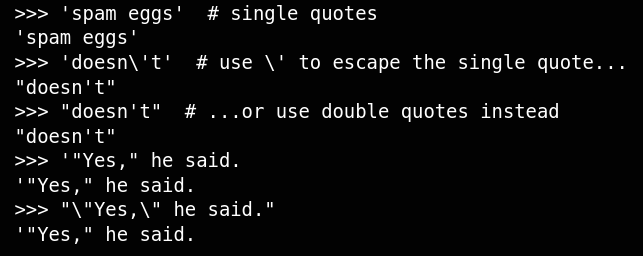 >>> 'spam eggs'  # single quotes
'spam eggs'
>>> 'doesn\'t'  # use \' to escape the single quote...
"doesn't"
>>> "doesn't"  # ...or use double quotes instead
"doesn't"
>>> '"Yes," he said.
'"Yes," he said.
>>> "\"Yes,\" he said."
'"Yes," he said.